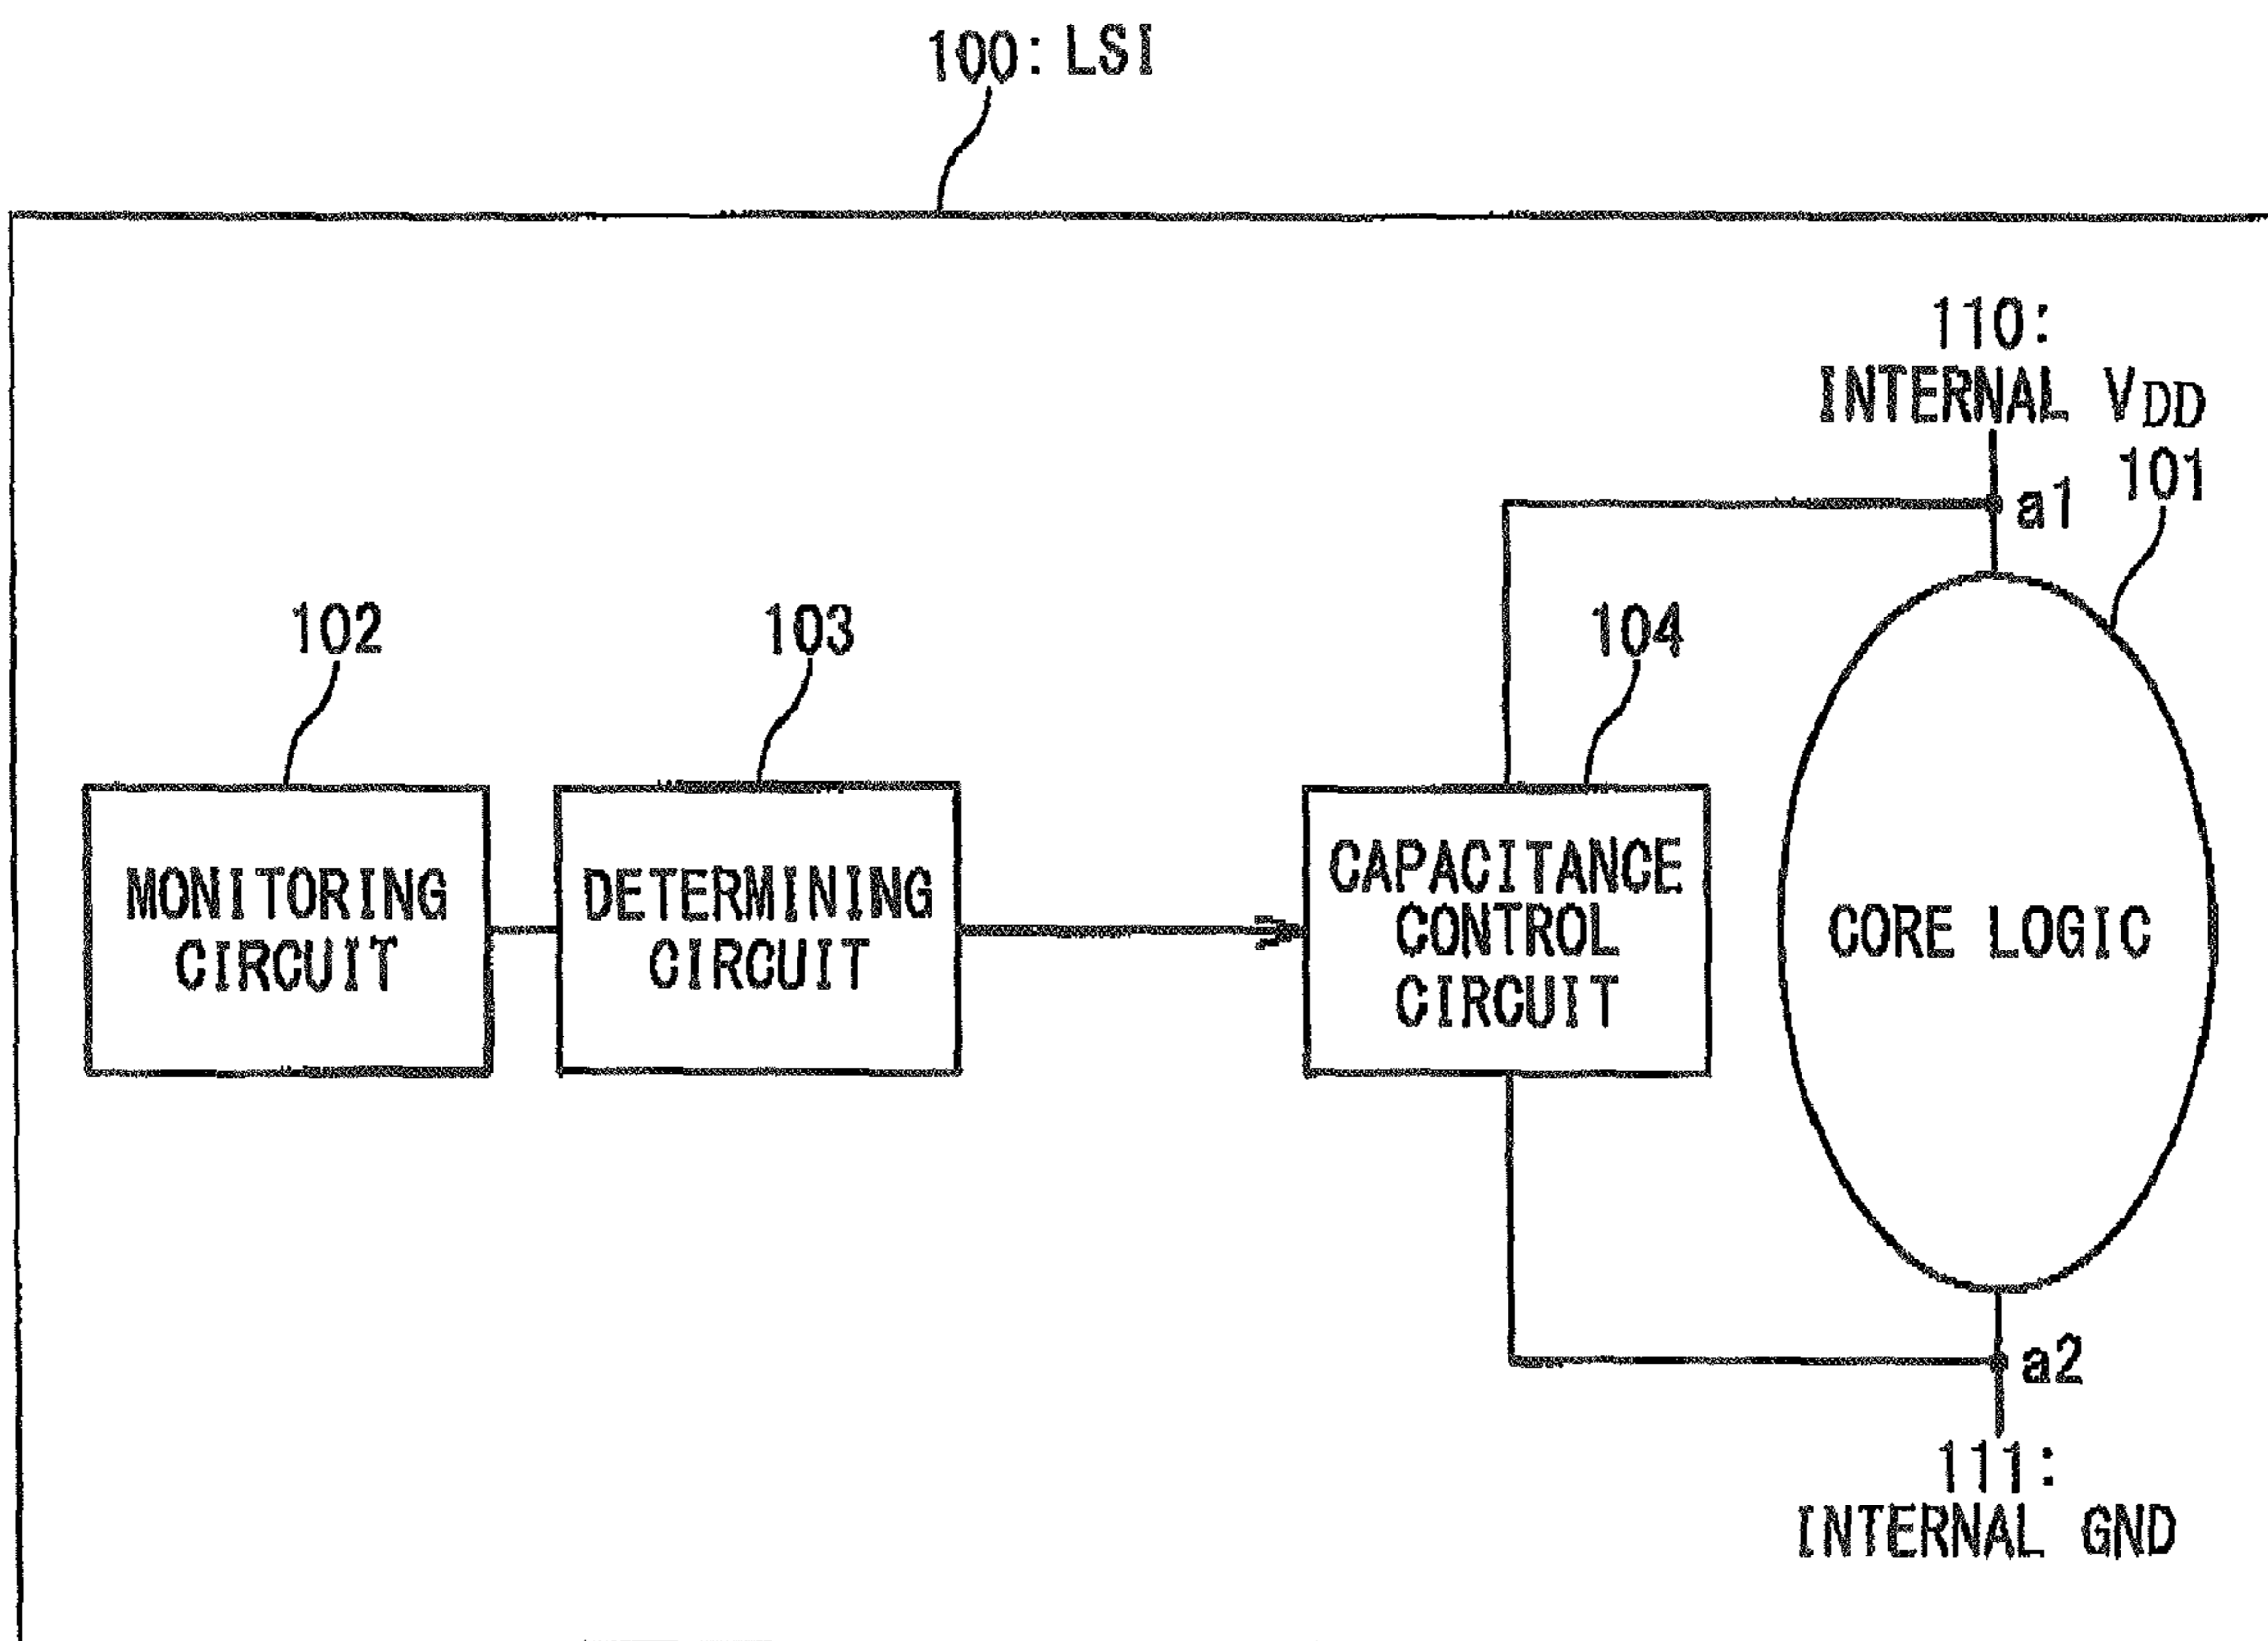 100: LSI
110:
INTERNAL VDD
101
a1
102
103
104
MONITORING
CIRCUIT
DETERMINING
CIRCUIT
CAPACITANCE
CONTROL
CIRCUIT
CORE LOGIC
a2
111:
INTERNAL GND